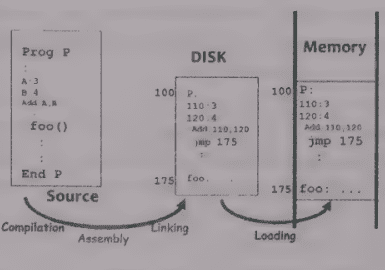 Prog P
:
A 3
B 4
Add A,B
.
foo()
:
:
End P
Source
DISK
100
P.
110:3
120:4
Add 110,120
jmp 175
:
175
foo. .
Memory
100
P:
110:3
120:4
Add 110,120
jmp 175
:
175
foo: ...
Compilation
Assembly
Linking
Loading